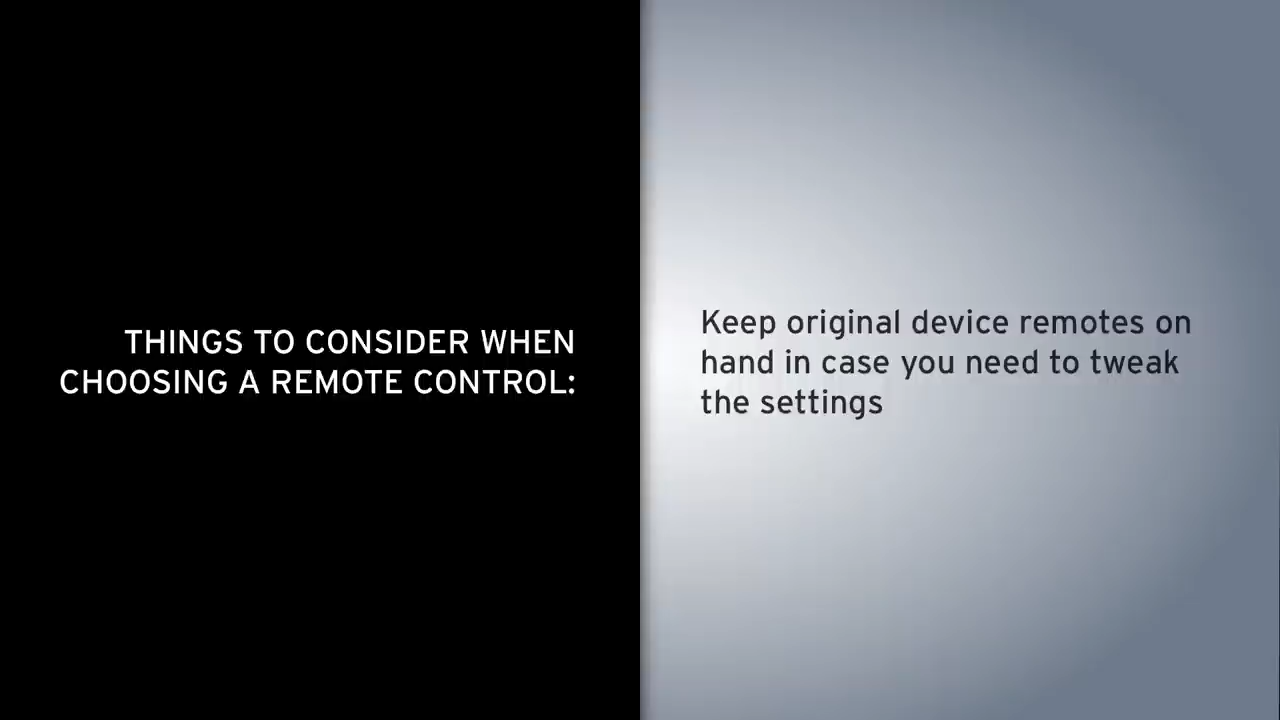 THINGS TO CONSIDER WHEN
CHOOSING A REMOTE CONTROL:
Keep original device remotes on
hand in case you need to tweak
the settings